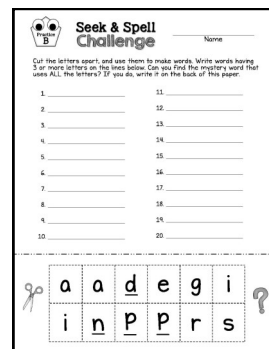 Practice
B
Seek & Spell
Challenge
Name
Cut the letters apart, and use them to make words. Write words having
3 or more letters on the lines below. Can you find the mystery word that
uses ALL the letters? If you do, write it on the back of this paper.
1.
2.
3.
4.
5.
6.
7.
8.
9.
10.
11.
12.
13.
14.
15.
16.
17.
18.
19.
20.
a a d e g i
i n p p r s
?